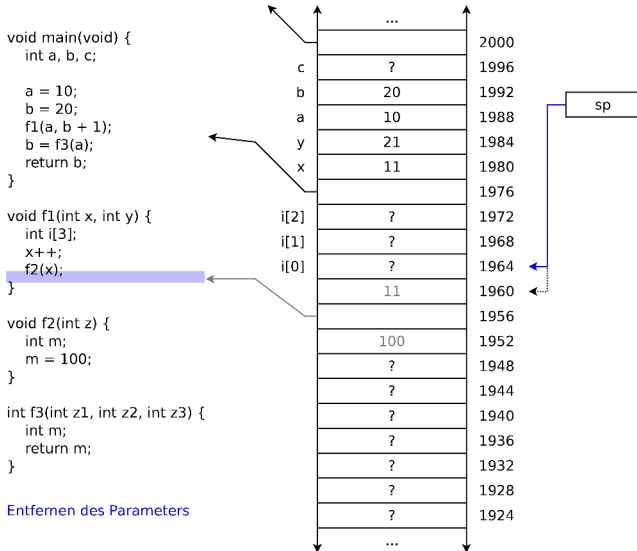 void main(void) {
int a, b, c;
a = 10;
b = 20;
f1(a, b + 1);
b = f3(a);
return b;
}
void f1(int x, int y) {
int i[3];
x++;
f2(x);
}
void f2(int z) {
int m;
m = 100;
}
int f3(int z1, int z2, int z3) {
int m;
return m;
}
Entfernen des Parameters
...
2000
c ? 1996
b 20 1992
a 10 1988
y 21 1984
x 11 1980
1976
i[2] ? 1972
i[1] ? 1968
i[0] ? 1964
11 1960
1956
100 1952
? 1948
? 1944
? 1940
? 1936
? 1932
? 1928
? 1924
...
sp